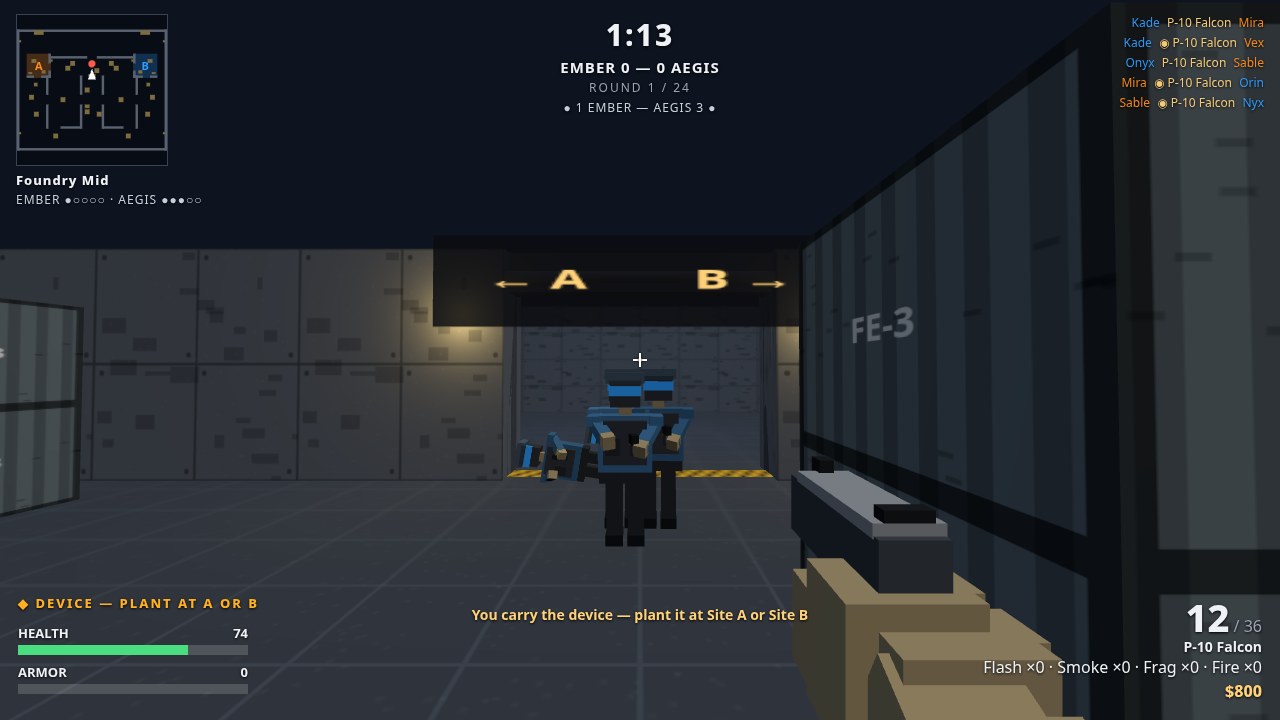 A B
Foundry Mid
EMBER ●○○○○ · AEGIS ●●●○○
1:13
EMBER 0 — 0 AEGIS
ROUND 1 / 24
● 1 EMBER — AEGIS 3 ●
Kade P-10 Falcon Mira
Kade ◉ P-10 Falcon Vex
Onyx P-10 Falcon Sable
Mira ◉ P-10 Falcon Orin
Sable ◉ P-10 Falcon Nyx
← A B →
FE-3
◆ DEVICE — PLANT AT A OR B
HEALTH 74
ARMOR 0
You carry the device — plant it at Site A or Site B
12 / 36
P-10 Falcon
Flash ×0 · Smoke ×0 · Frag ×0 · Fire ×0
$800